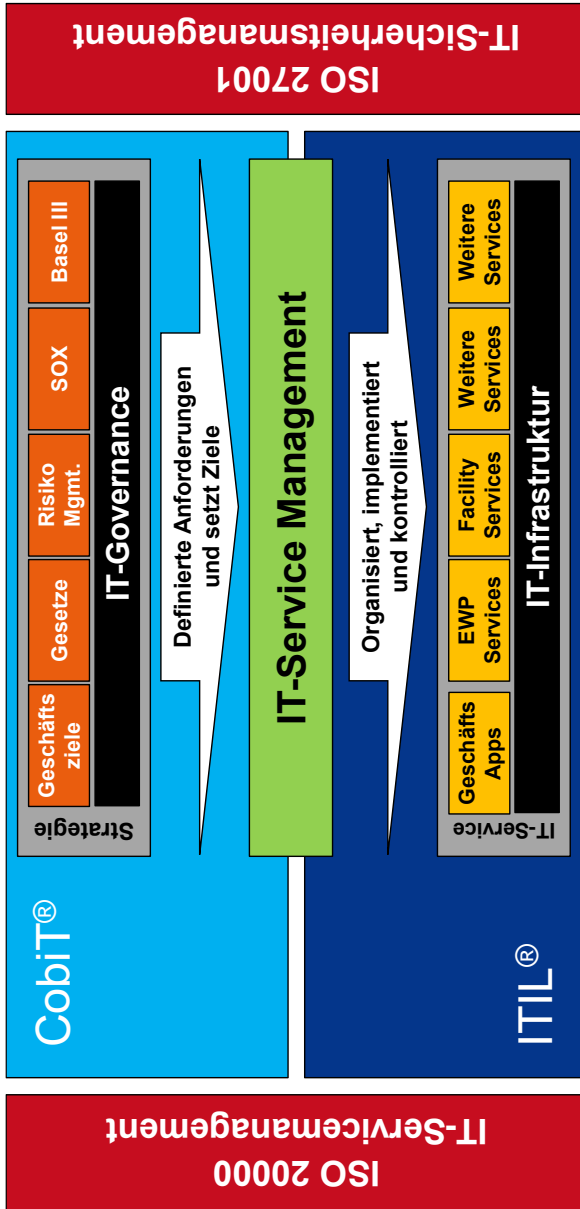 ISO 20000
IT-Servicemanagement
CobiT®
Strategie
Geschäfts
ziele
Gesetze
Risiko
Mgmt.
SOX
Basel III
IT-Governance
Definierte Anforderungen
und setzt Ziele
IT-Service Management
Organisiert, implementiert
und kontrolliert
ITIL®
IT-Service
Geschäfts
Apps
EWP
Services
Facility
Services
Weitere
Services
Weitere
Services
IT-Infrastruktur
ISO 27001
IT-Sicherheitsmanagement